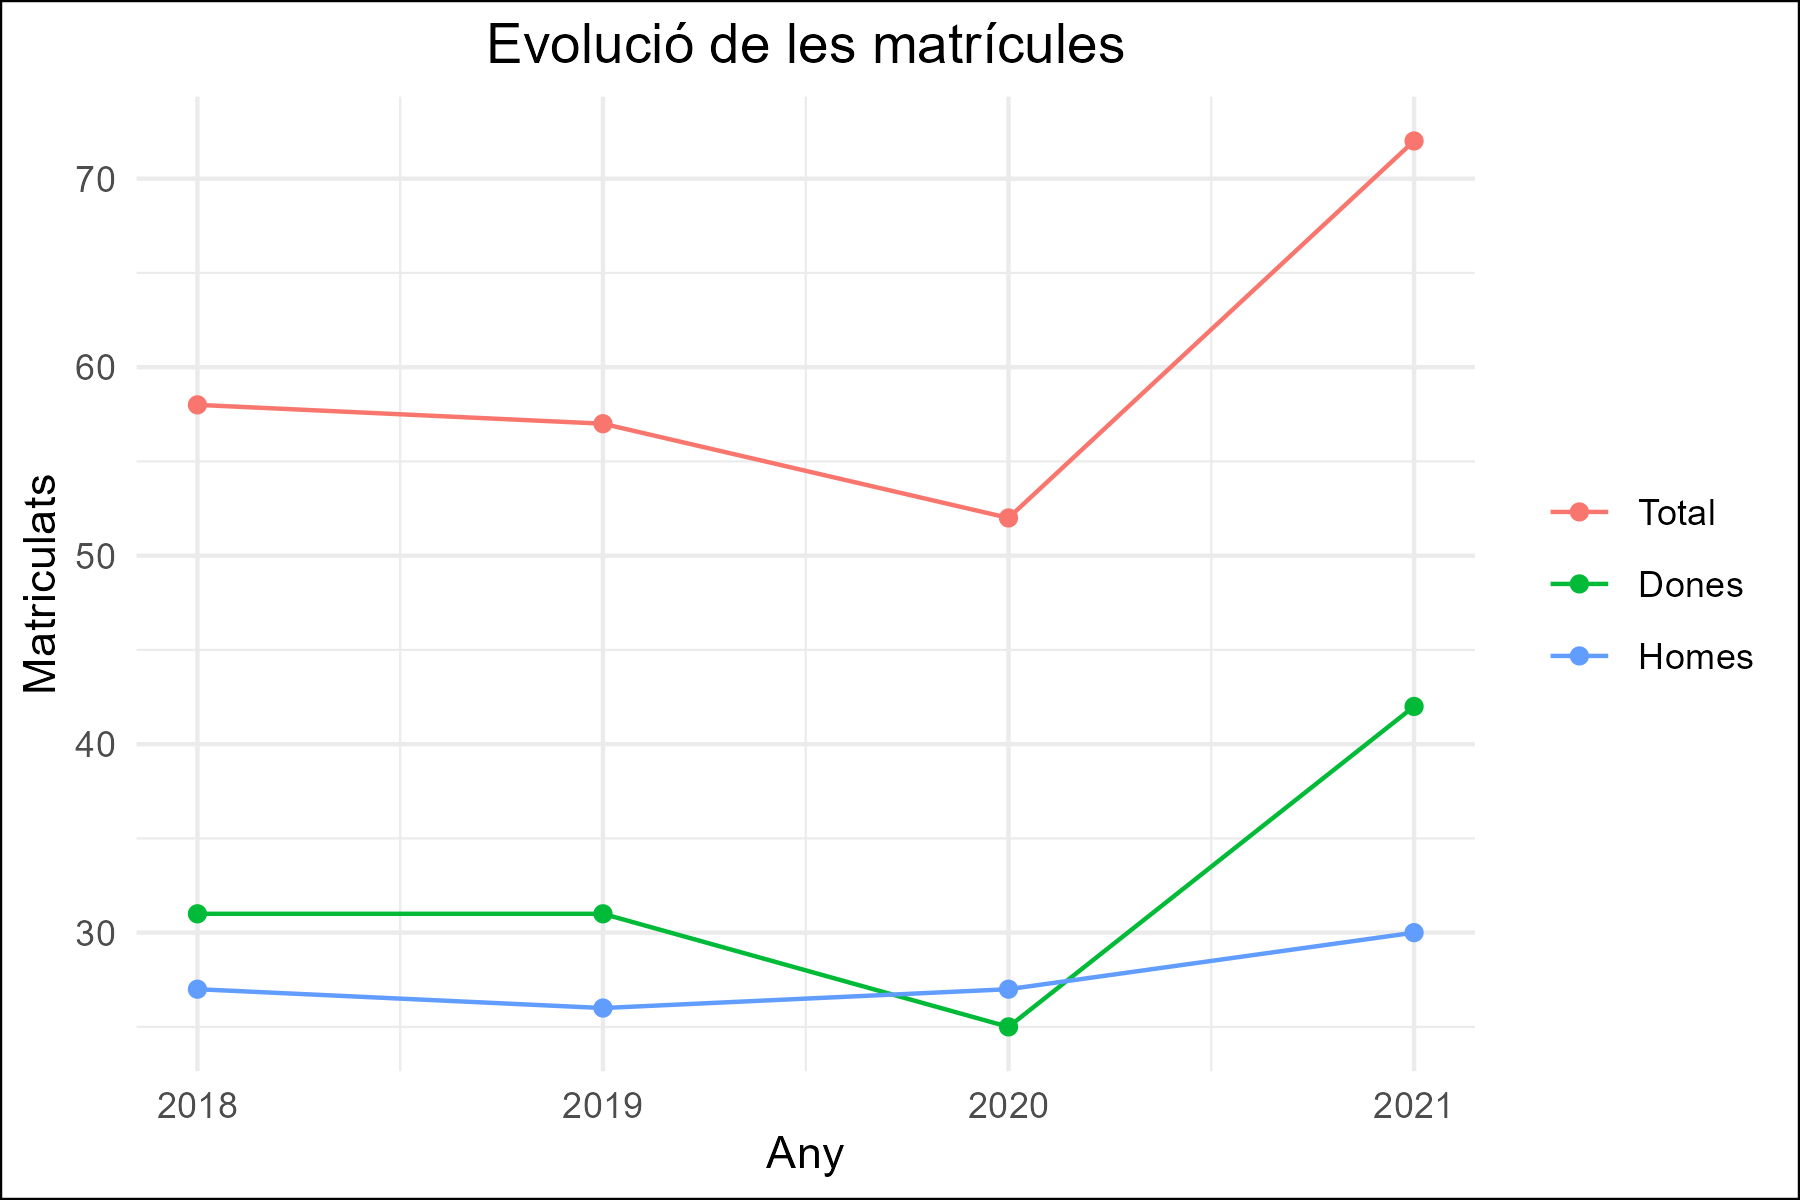 Evolució de les matrícules
70
60
50
40
30
Matriculats
2018 2019 2020 2021
Any
Total
Dones
Homes